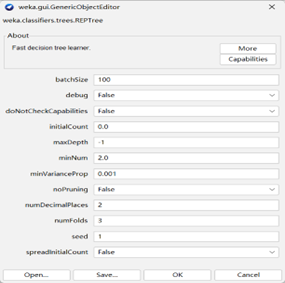 weka.gui.GenericObjectEditor
weka.classifiers.trees.REPTree
About
Fast decision tree learner.
More
Capabilities
batchSize 100
debug False
doNotCheckCapabilities False
initialCount 0.0
maxDepth -1
minNum 2.0
minVarianceProp 0.001
noPruning False
numDecimalPlaces 2
numFolds 3
seed 1
spreadInitialCount False
Open... Save... OK Cancel